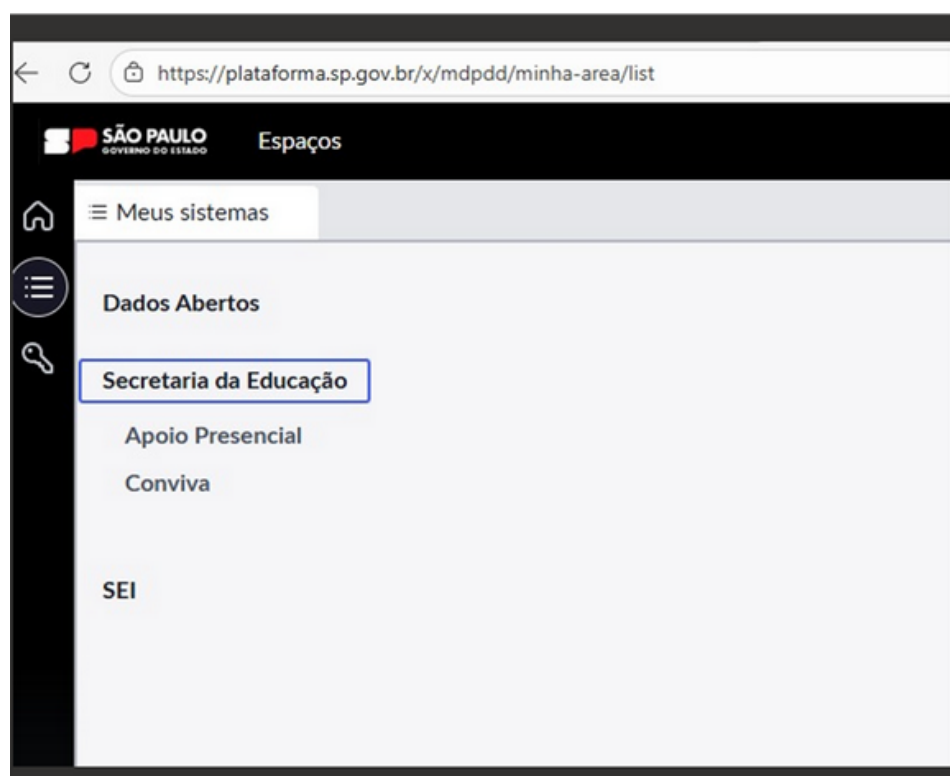 https://plataforma.sp.gov.br/x/mdpdd/minha-area/list
SÃO PAULO
GOVERNO DO ESTADO
Espaços
Meus sistemas
Dados Abertos
Secretaria da Educação
Apoio Presencial
Conviva
SEI